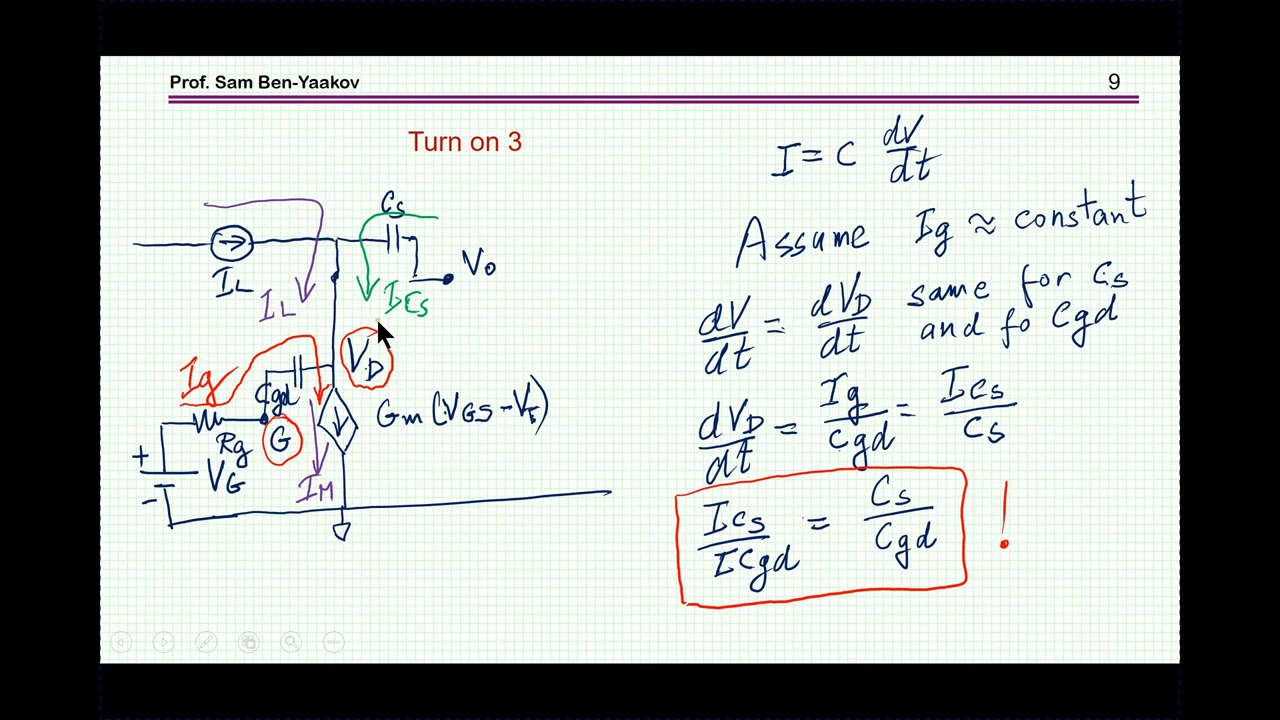 Prof. Sam Ben-Yaakov
9
Turn on 3
Cs
IL
IL
ICs
Vo
Ig
Cgd
VD
Rg
G
Gm(VGS-Vt)
+
VG
-
IM
I = C dV/dt
Assume Ig ≈ constant
dV/dt = dVD/dt same for Cs
and fo Cgd
dVD/dt = Ig/Cgd = ICs/Cs
ICs/ICgd = Cs/Cgd !